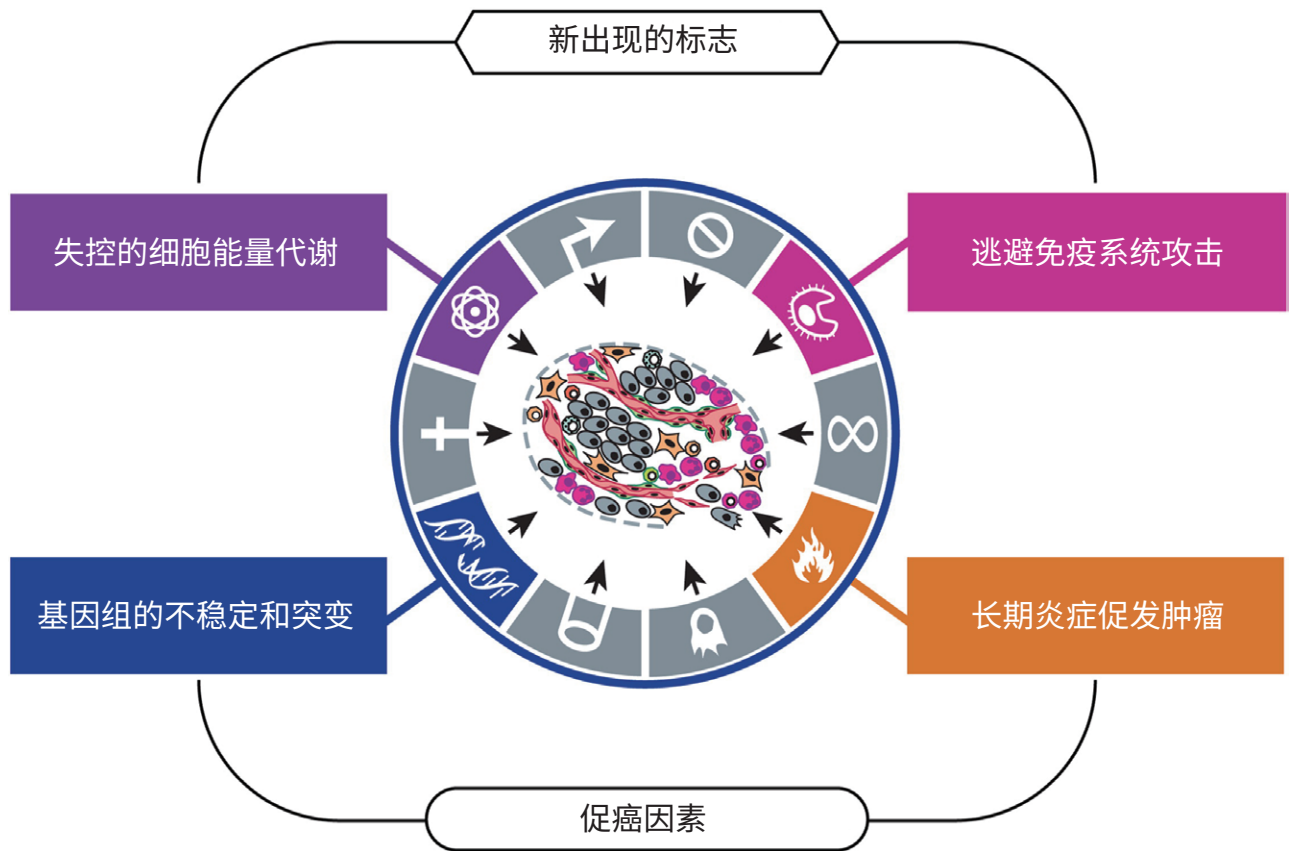 新出现的标志
失控的细胞能量代谢
逃避免疫系统攻击
基因组的不稳定和突变
长期炎症促发肿瘤
促癌因素